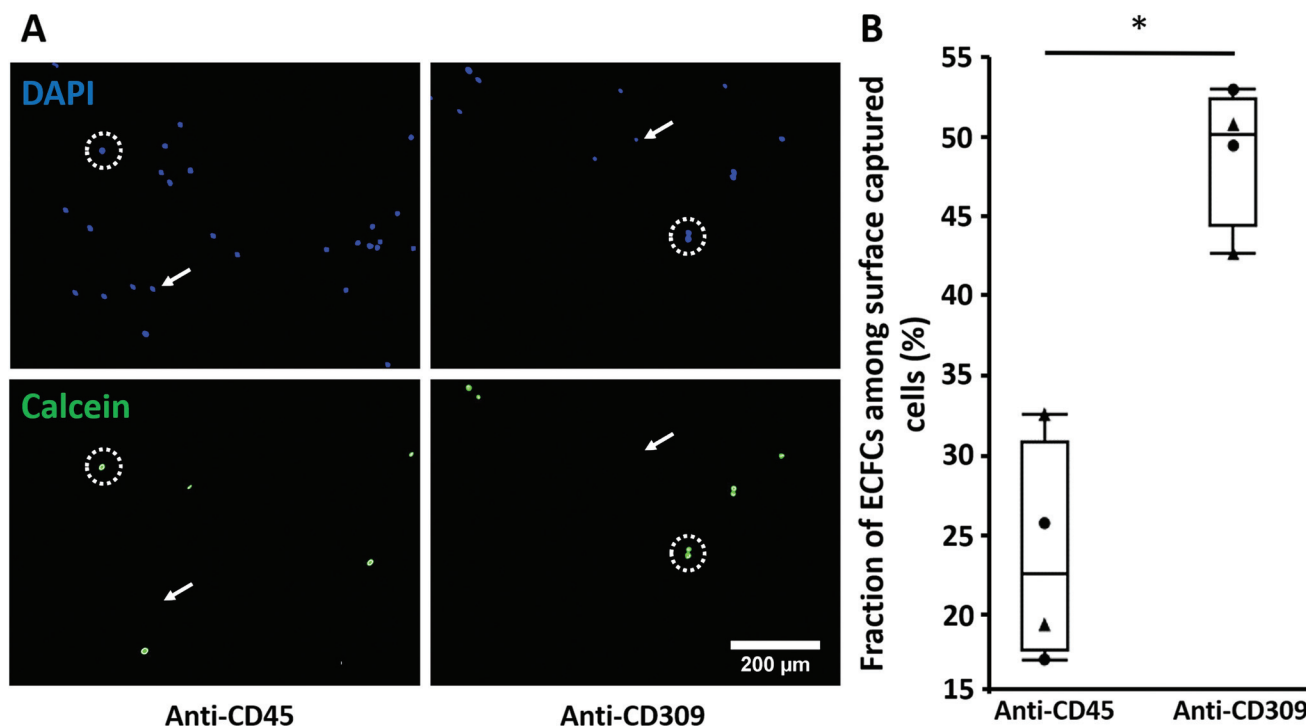 A
DAPI
Calcein
200 µm
Anti-CD45
Anti-CD309
B
*
Fraction of ECFCs among surface captured
cells (%)
55
50
45
40
35
30
25
20
15
Anti-CD45
Anti-CD309